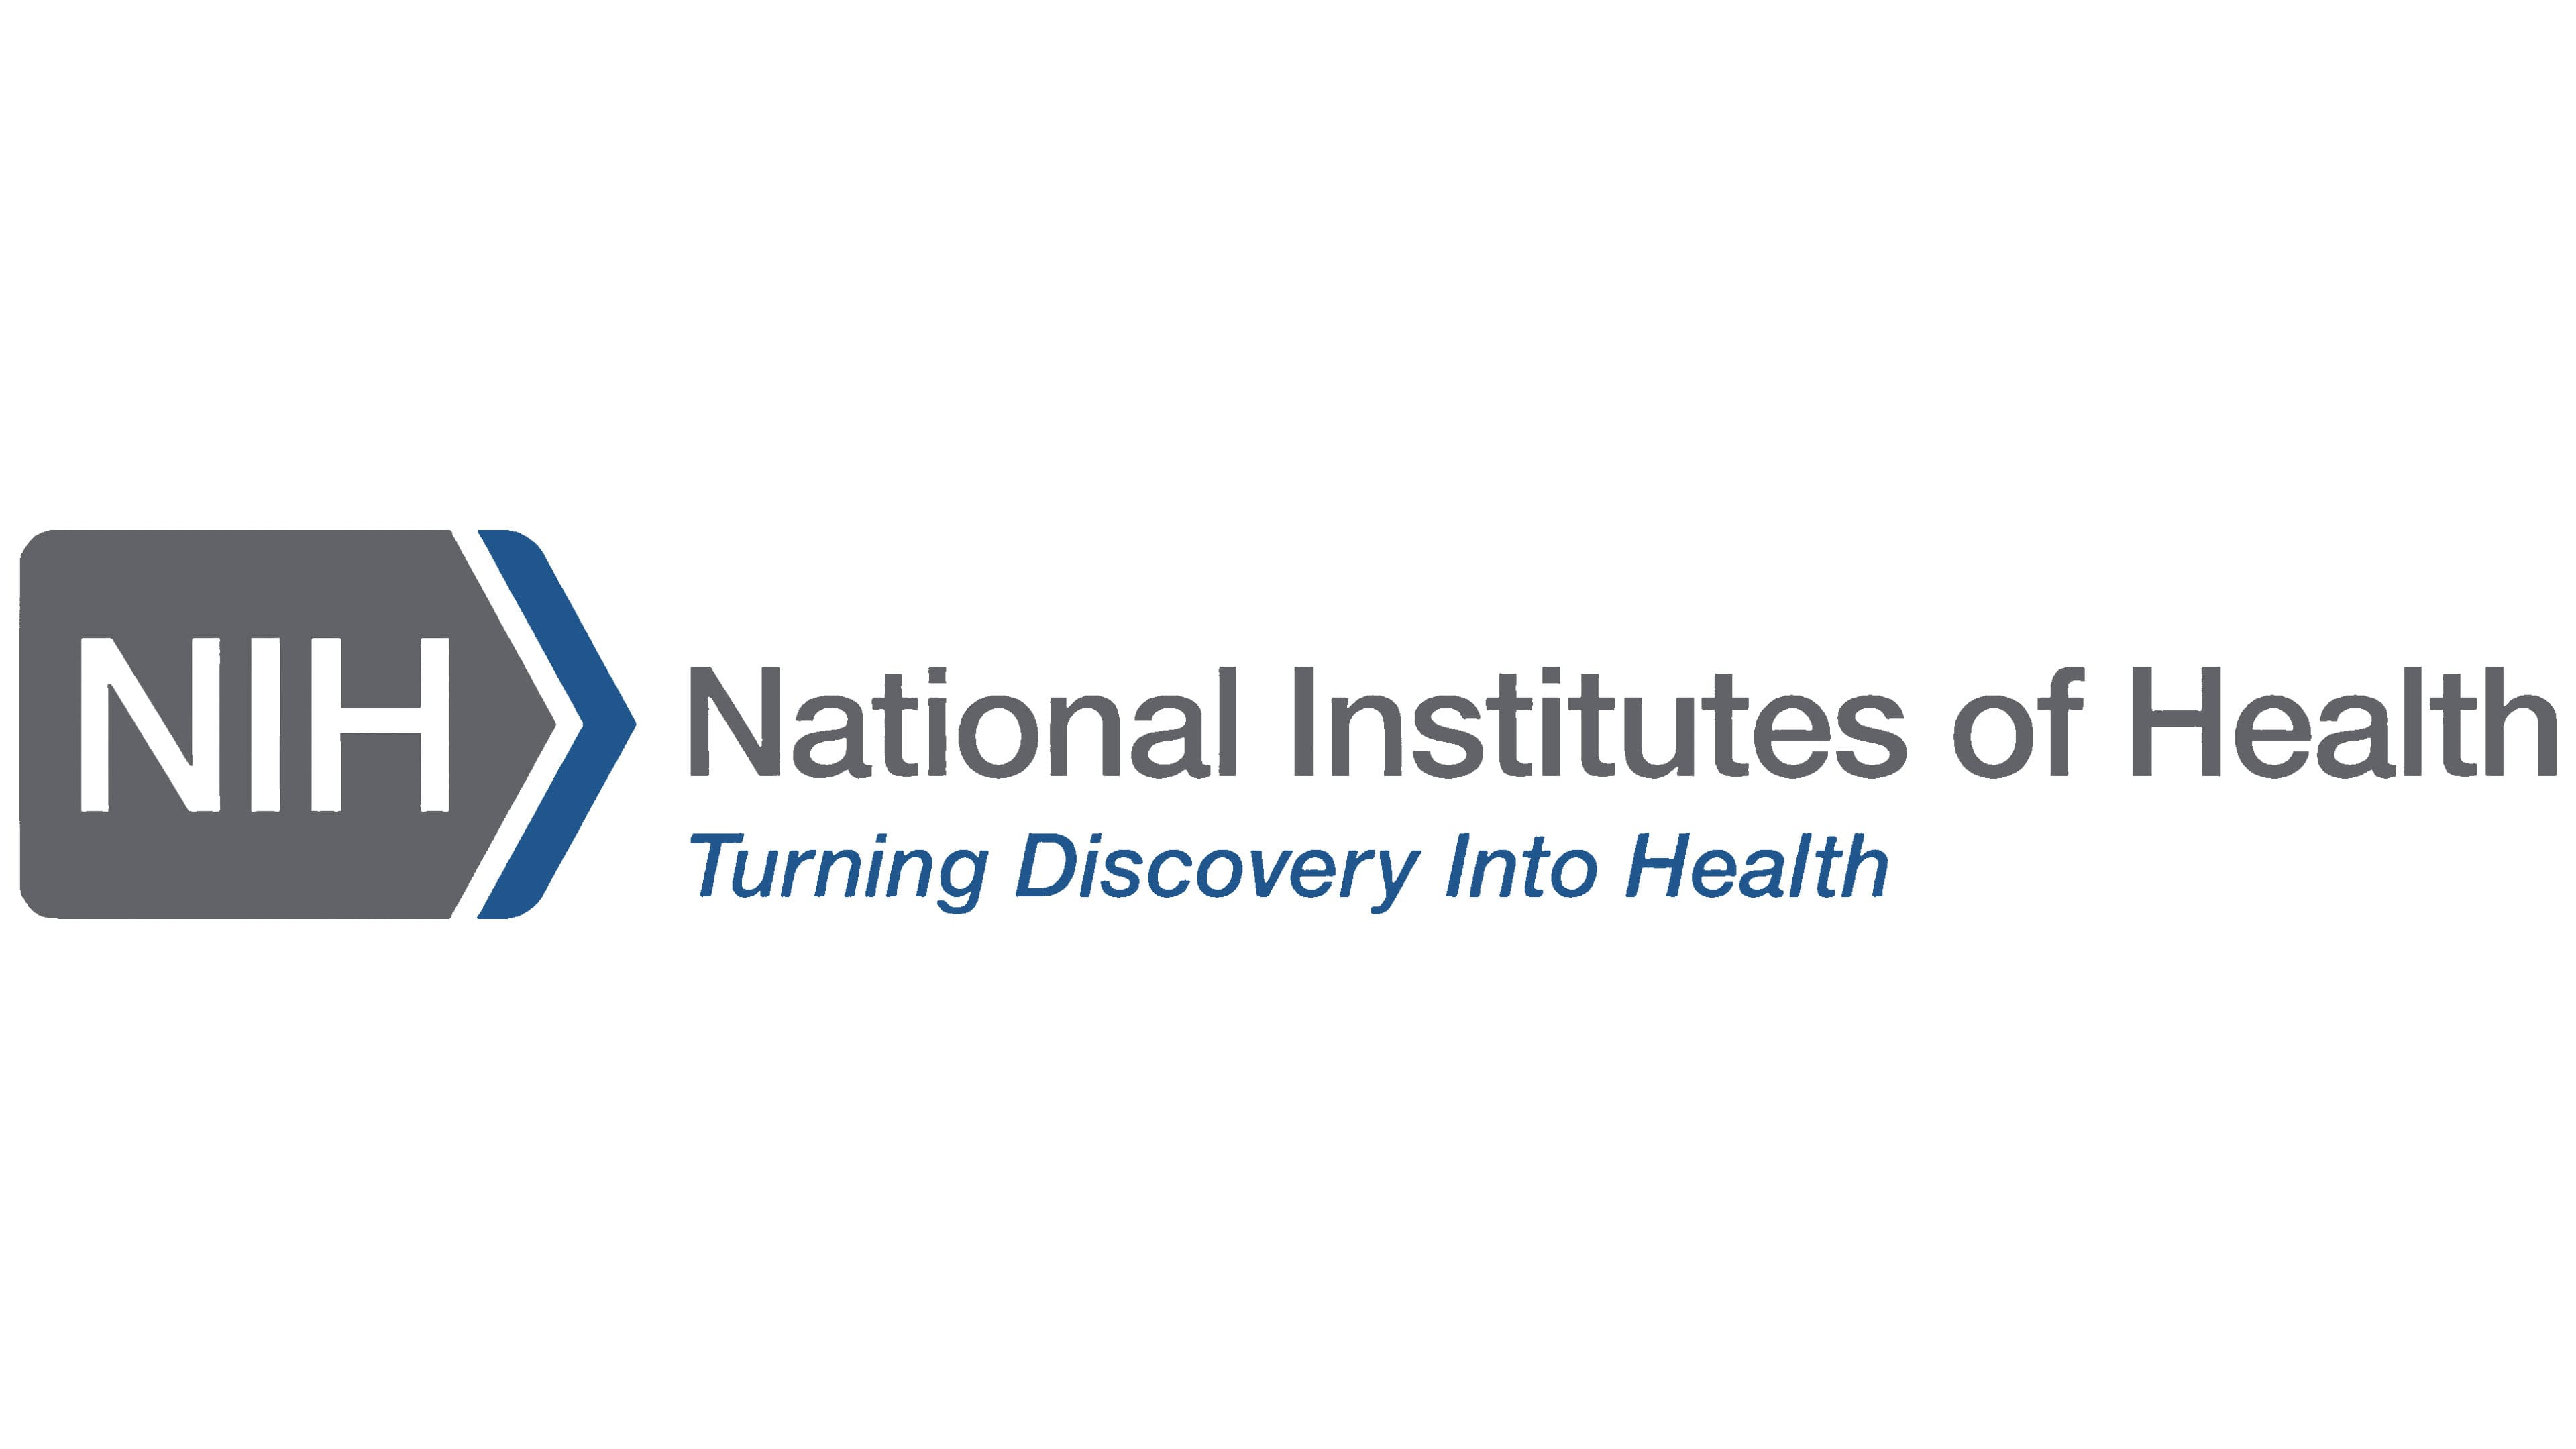 NIH
National Institutes of Health
Turning Discovery Into Health